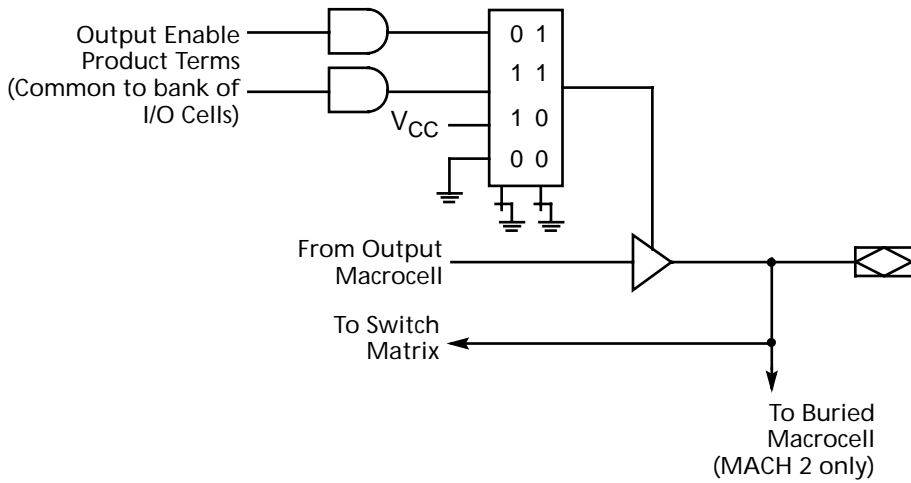 Output Enable
Product Terms
(Common to bank of
I/O Cells)
0 1
1 1
VCC
1 0
0 0
From Output
Macrocell
To Switch
Matrix
To Buried
Macrocell
(MACH 2 only)